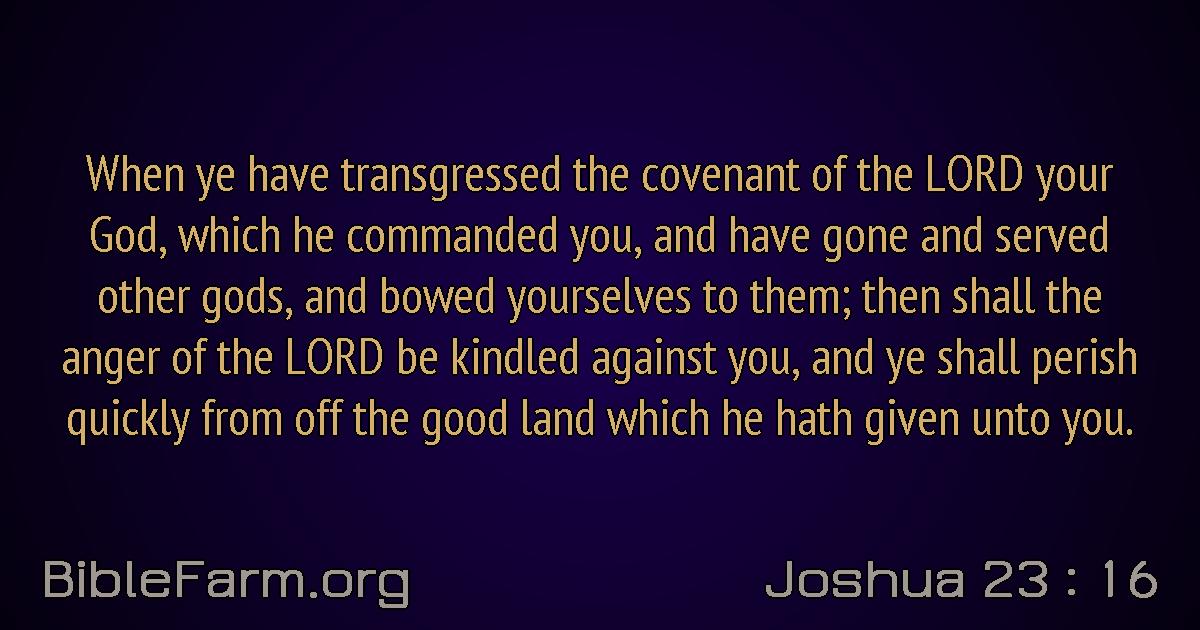 When ye have transgressed the covenant of the LORD your
God, which he commanded you, and have gone and served
other gods, and bowed yourselves to them; then shall the
anger of the LORD be kindled against you, and ye shall perish
quickly from off the good land which he hath given unto you.
BibleFarm.org
Joshua 23 : 16